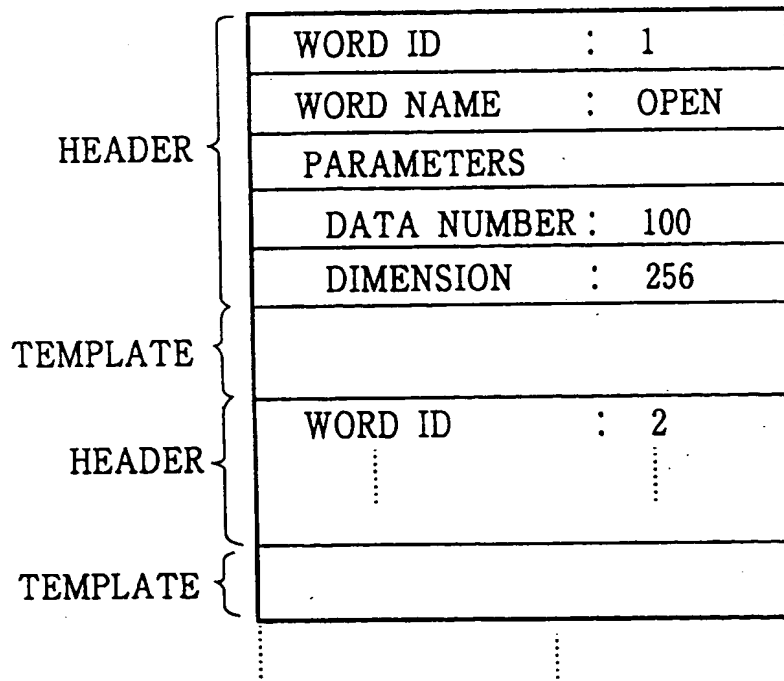 WORD ID : 1
WORD NAME : OPEN
HEADER
PARAMETERS
DATA NUMBER : 100
DIMENSION : 256
TEMPLATE
WORD ID : 2
HEADER
TEMPLATE